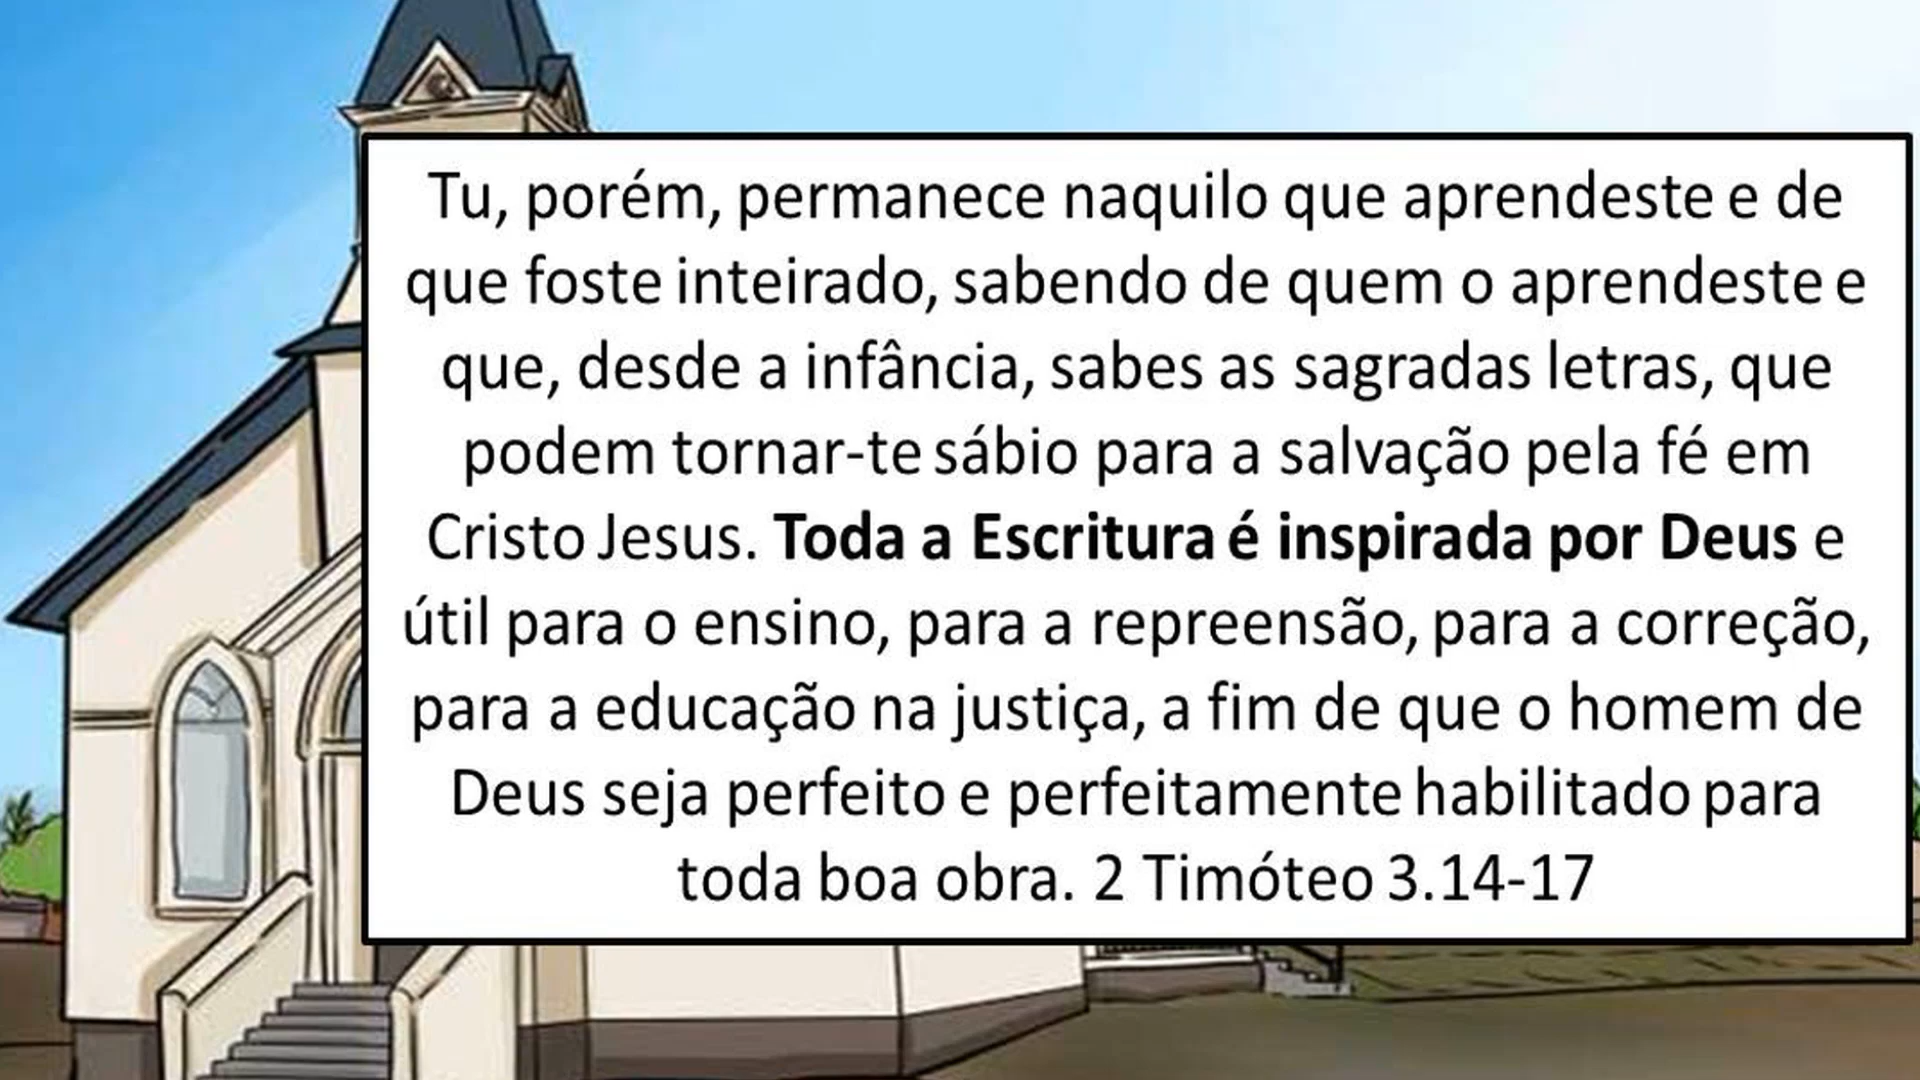 Tu, porém, permanece naquilo que aprendeste e de
que foste inteirado, sabendo de quem o aprendeste e
que, desde a infância, sabes as sagradas letras, que
podem tornar-te sábio para a salvação pela fé em
Cristo Jesus. Toda a Escritura é inspirada por Deus e
útil para o ensino, para a repreensão, para a correção,
para a educação na justiça, a fim de que o homem de
Deus seja perfeito e perfeitamente habilitado para
toda boa obra. 2 Timóteo 3.14-17